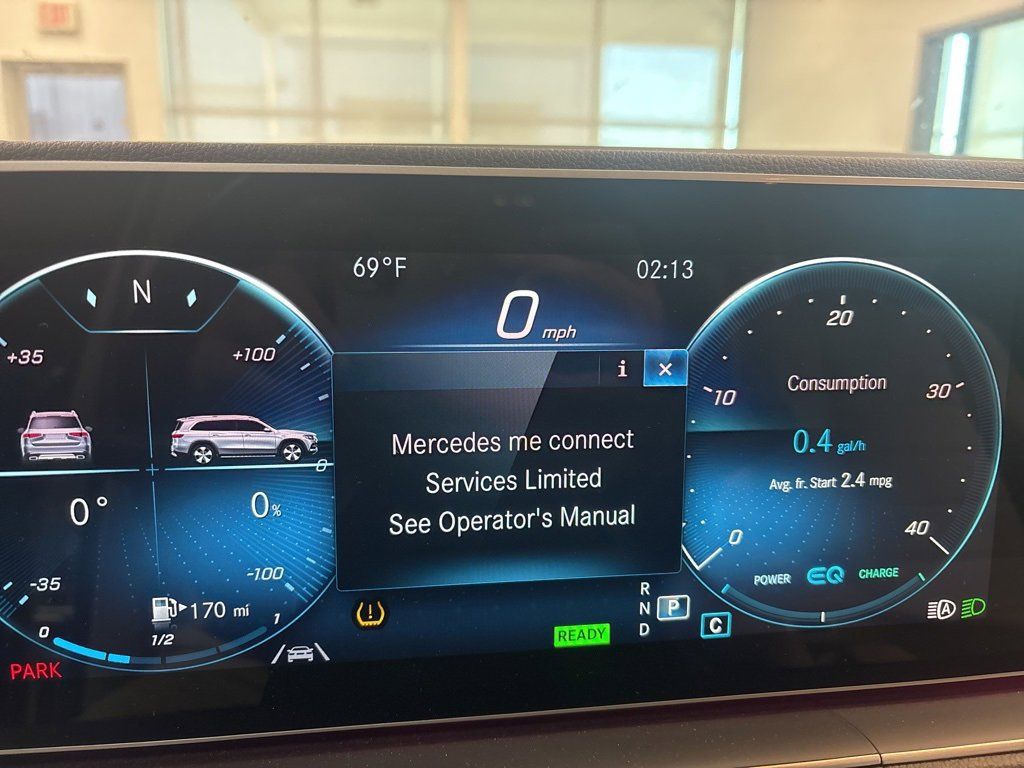 69°F
02:13
0 mph
N
+35
+100
0
0°
0%
-35
-100
170 mi
0
1/2
1
PARK
i
×
Mercedes me connect
Services Limited
See Operator's Manual
READY
R
N
D
P
C
20
10
30
Consumption
0.4 gal/h
Avg. fr. Start 2.4 mpg
0
40
POWER
EQ
CHARGE
A